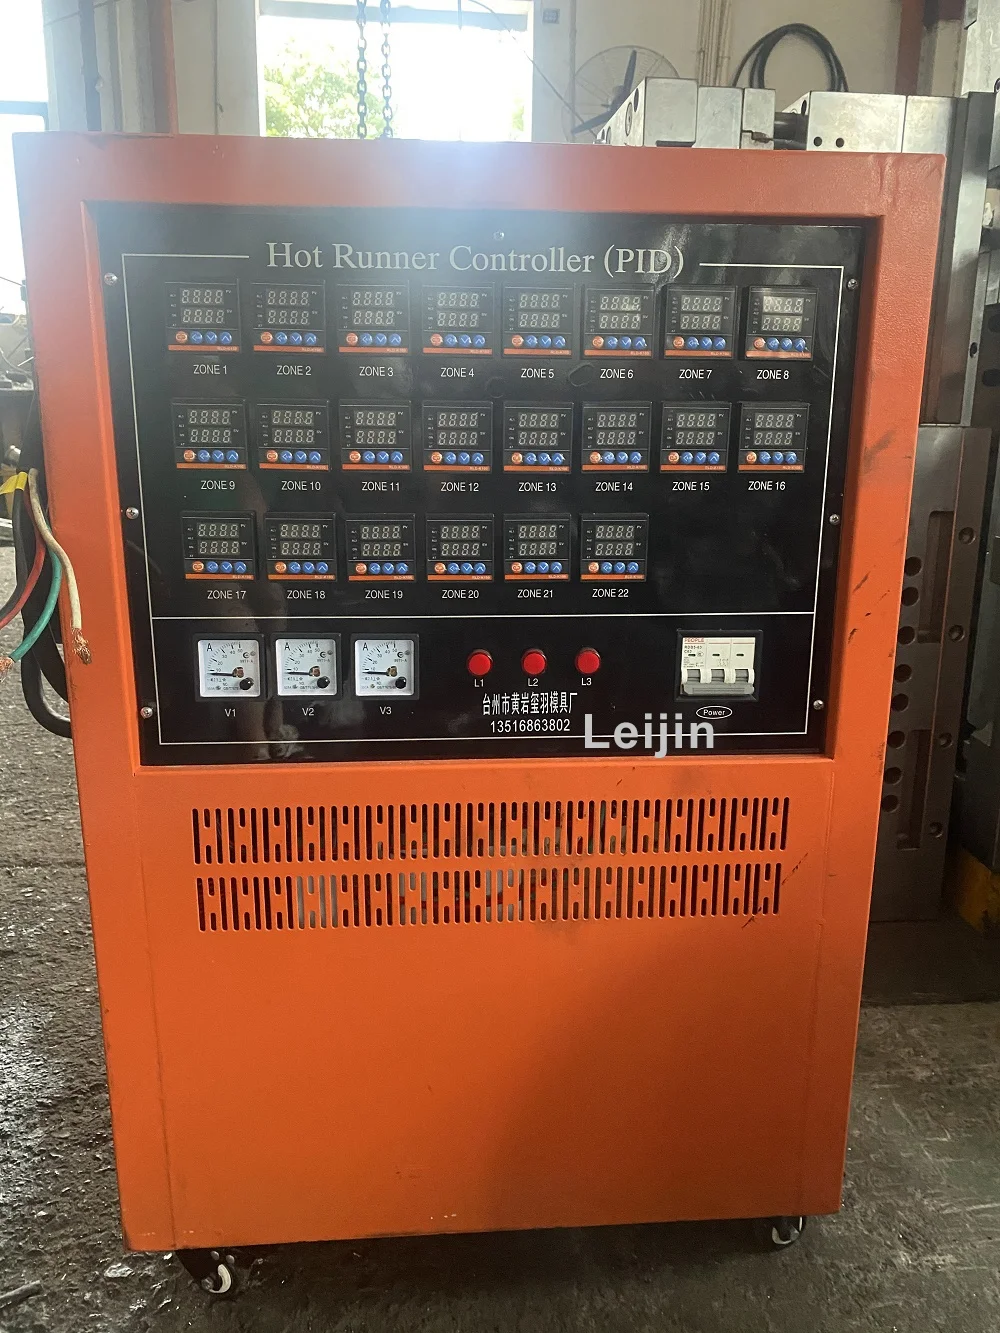 Hot Runner Controller (PID)
ZONE 1 ZONE 2 ZONE 3 ZONE 4 ZONE 5 ZONE 6 ZONE 7 ZONE 8
ZONE 9 ZONE 10 ZONE 11 ZONE 12 ZONE 13 ZONE 14 ZONE 15 ZONE 16
ZONE 17 ZONE 18 ZONE 19 ZONE 20 ZONE 21 ZONE 22
A A A
PEOPLE
V1 V2 V3 L1 L2 L3 Power
台州市黄岩玺羽模具厂
13516863802
Leijin